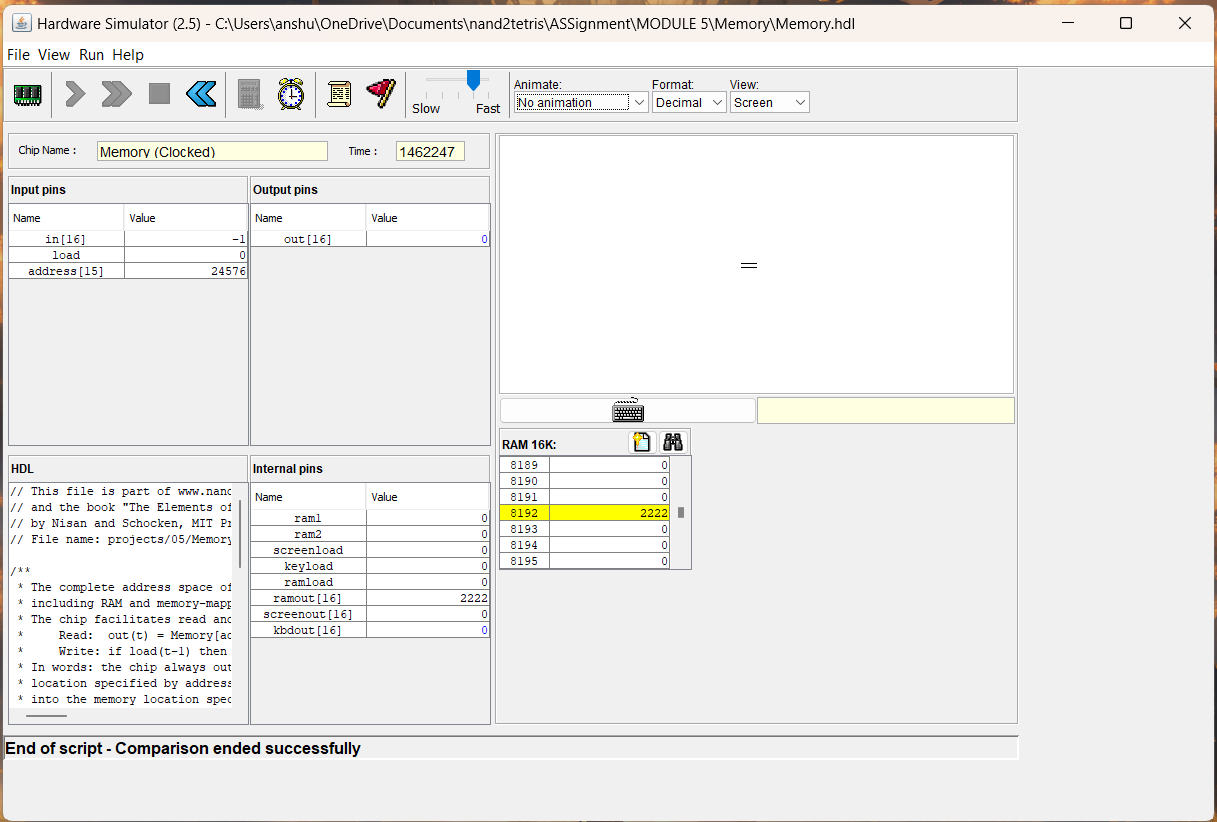 Hardware Simulator (2.5) - C:\Users\anshu\OneDrive\Documents\nand2tetris\ASSignment\MODULE 5\Memory\Memory.hdl
File View Run Help
Slow Fast
Animate: Format: View:
No animation Decimal Screen
Chip Name : Memory (Clocked) Time : 1462247
Input pins
Name Value
in[16] -1
load 0
address[15] 24576
Output pins
Name Value
out[16] 0
HDL
// This file is part of www.nand
// and the book "The Elements of
// by Nisan and Schocken, MIT Pr
// File name: projects/05/Memory
/**
* The complete address space of
* including RAM and memory-mapp
* The chip facilitates read and
* Read: out(t) = Memory[ad
* Write: if load(t-1) then
* In words: the chip always out
* location specified by address
* into the memory location spec
Internal pins
Name Value
ram1 0
ram2 0
screenload 0
keyload 0
ramload 0
ramout[16] 2222
screenout[16] 0
kbdout[16] 0
RAM 16K:
8189 0
8190 0
8191 0
8192 2222
8193 0
8194 0
8195 0
End of script - Comparison ended successfully